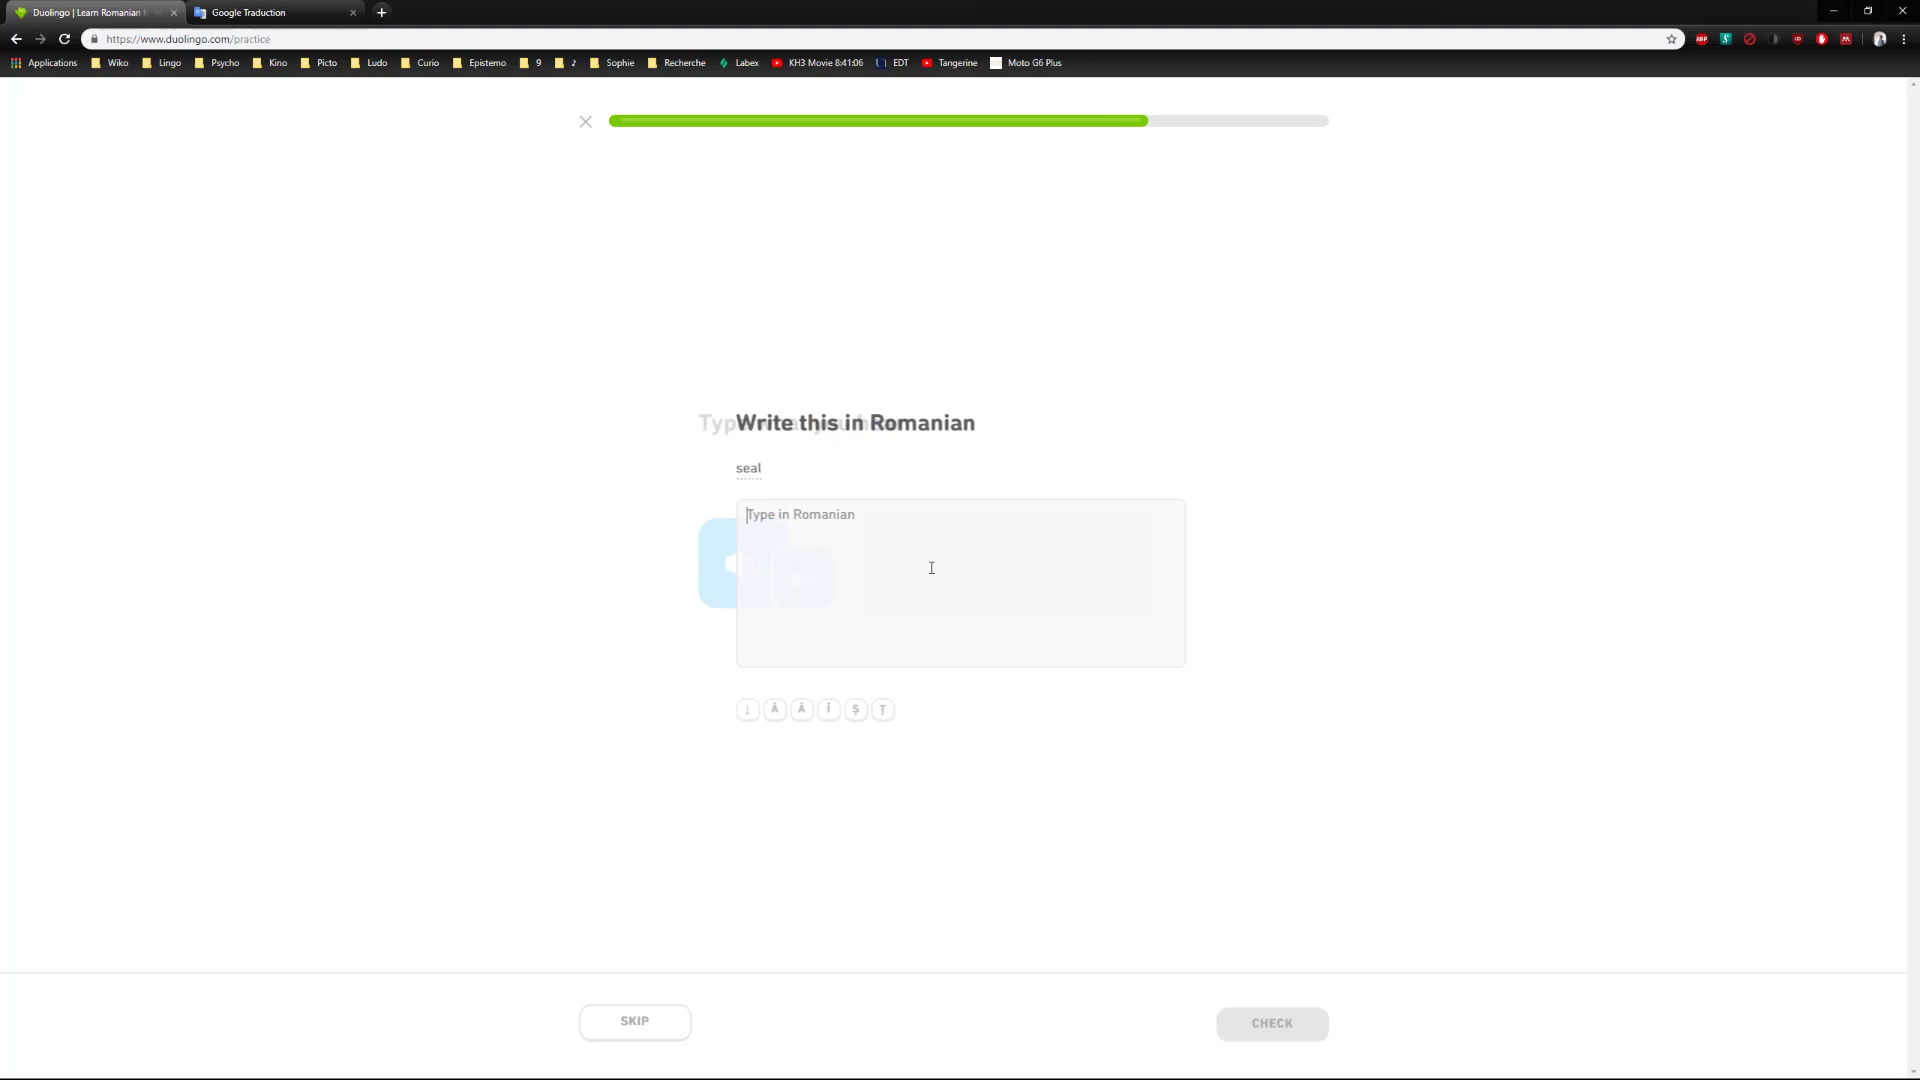 Duolingo | Learn Romanian
Google Traduction
https://www.duolingo.com/practice
Applications Wiko Lingo Psycho Kino Picto Ludo Curio Epistemo 9 ♪ Sophie Recherche Labex KH3 Movie 8:41:06 EDT Tangerine Moto G6 Plus
Write this in Romanian
seal
Type in Romanian
↓ Ă Â Î Ș Ț
SKIP
CHECK